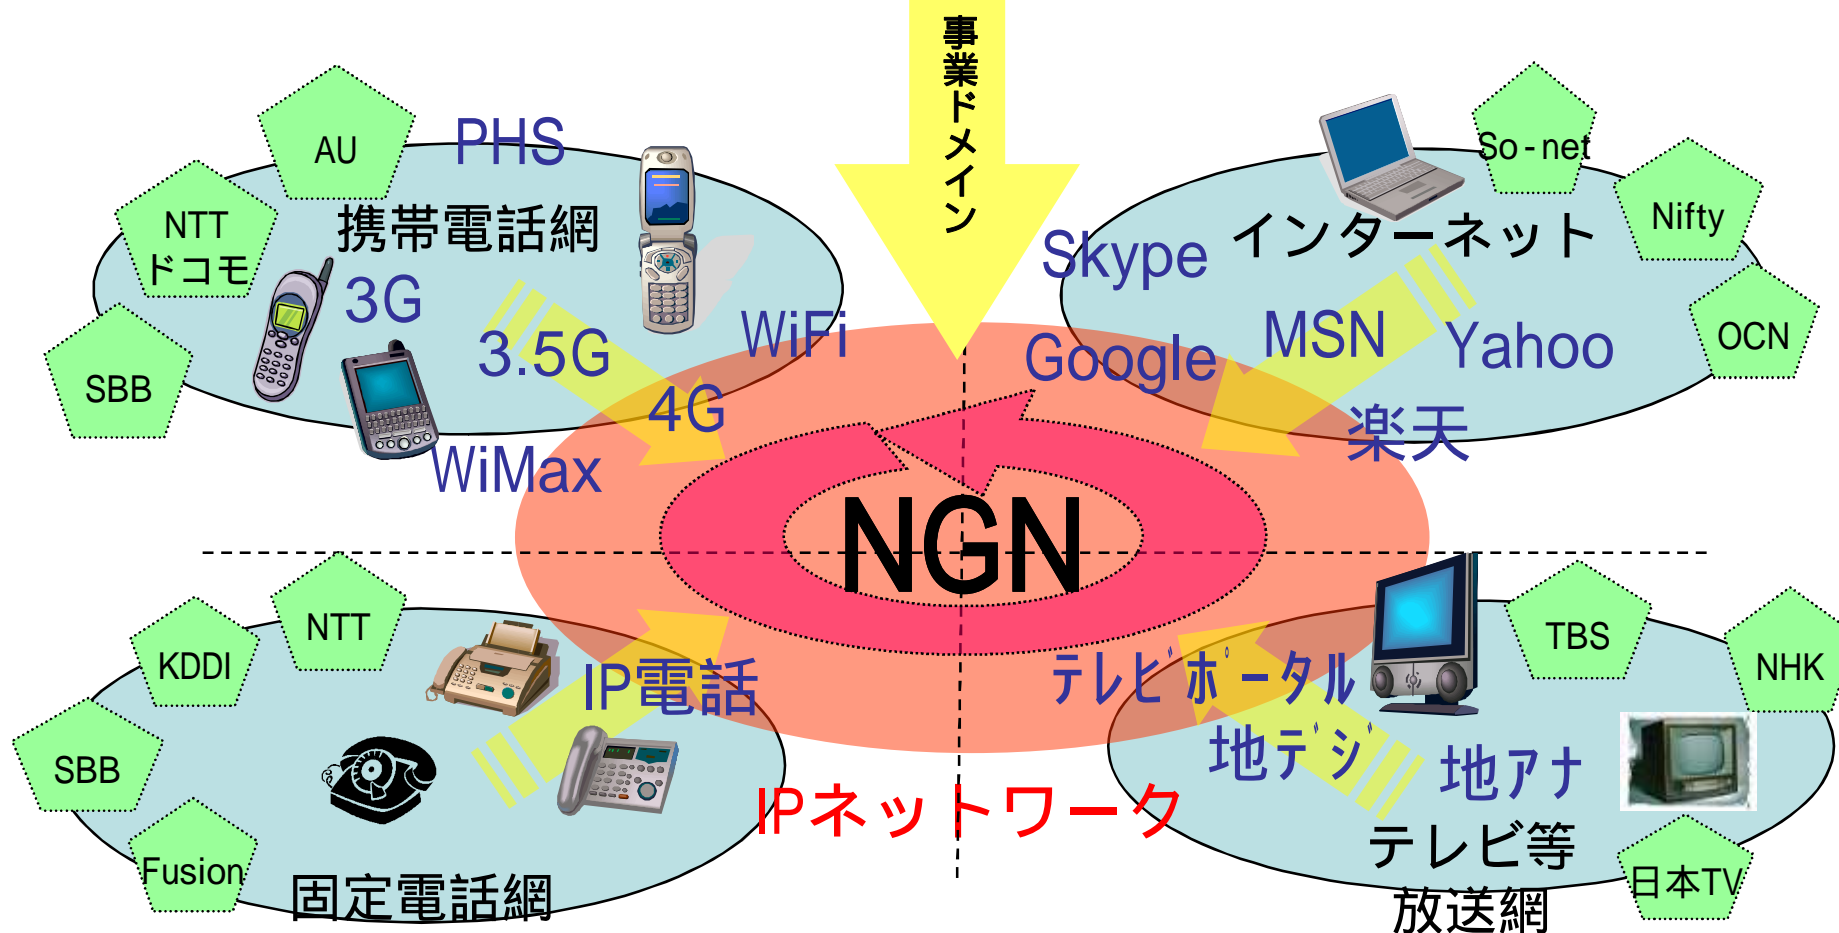 事業ドメイン
AU
PHS
NTT
ドコモ
携帯電話網
3G
3.5G
4G
WiFi
SBB
WiMax
So-net
Nifty
インターネット
Skype
OCN
Google
MSN
Yahoo
楽天
NGN
NTT
KDDI
IP電話
SBB
Fusion
固定電話網
IPネットワーク
TBS
NHK
テレビポータル
地デジ
地アナ
テレビ等
放送網
日本TV